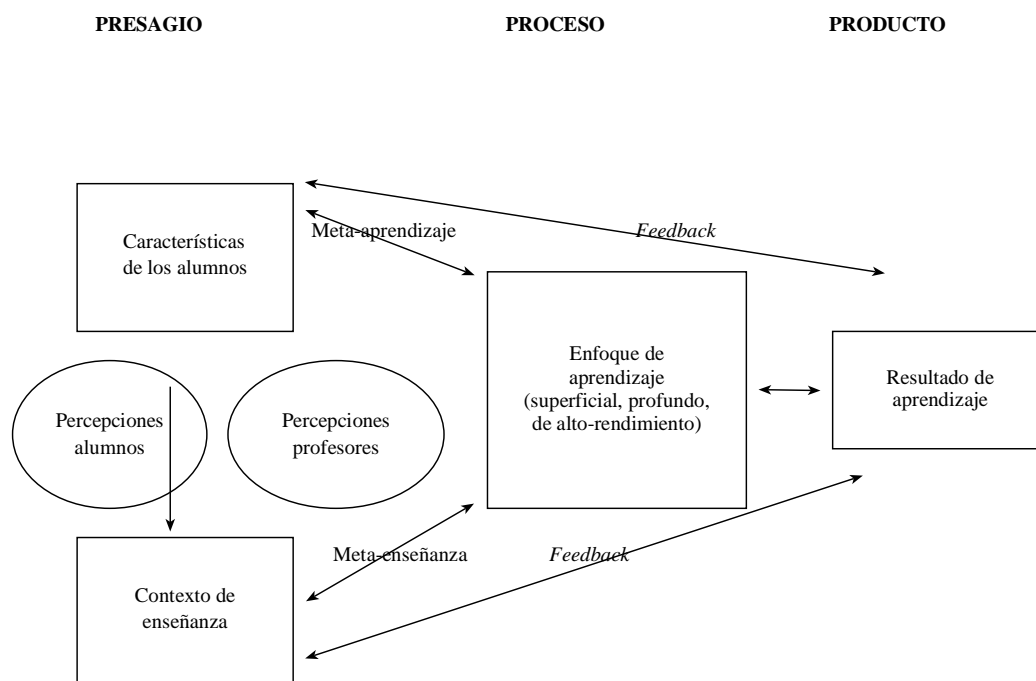 PRESAGIO PROCESO PRODUCTO
Meta-aprendizaje
Feedback
Característícas
de los alumnos
Enfoque de
aprendizaje
(superficial, profundo,
de alto-rendimiento)
Resultado de
aprendizaje
Percepciones
alumnos
Percepciones
profesores
Meta-enseñanza
Feedback
Contexto de
enseñanza